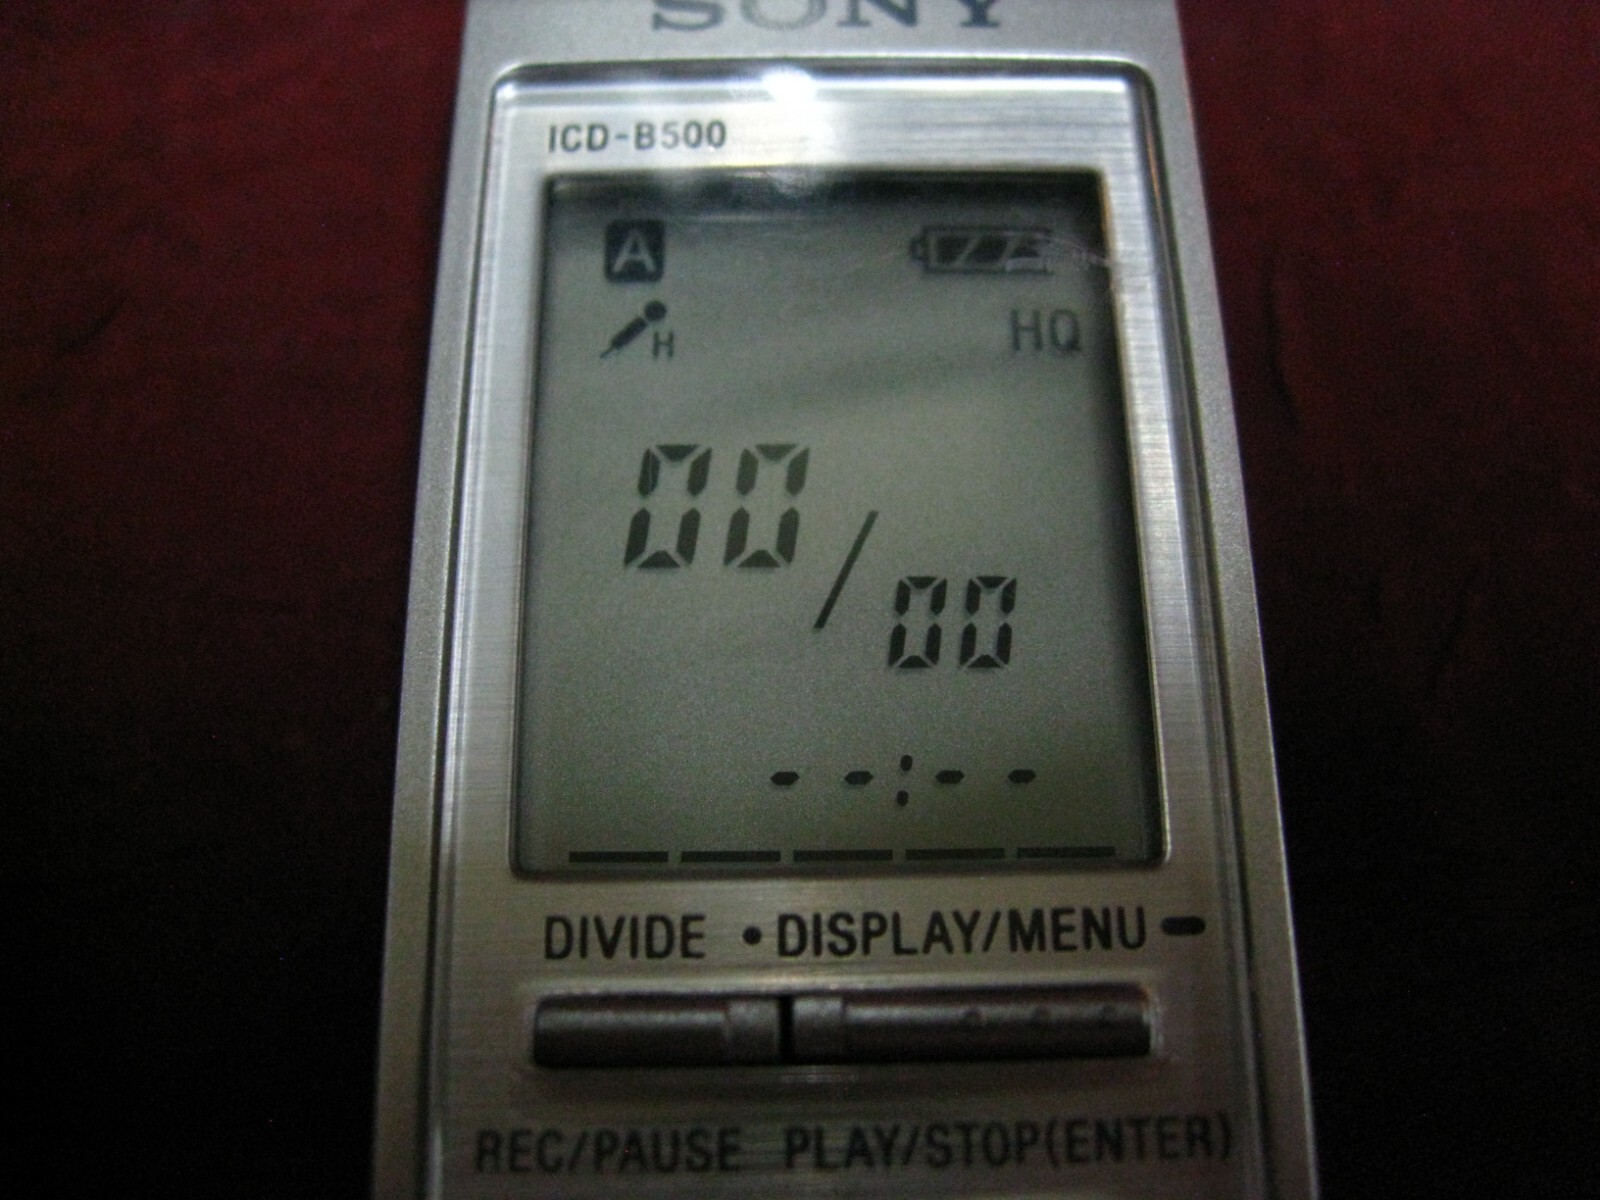 SONY
ICD-B500
A
H HQ
00/00
--:--
DIVIDE •DISPLAY/MENU
REC/PAUSE PLAY/STOP(ENTER)